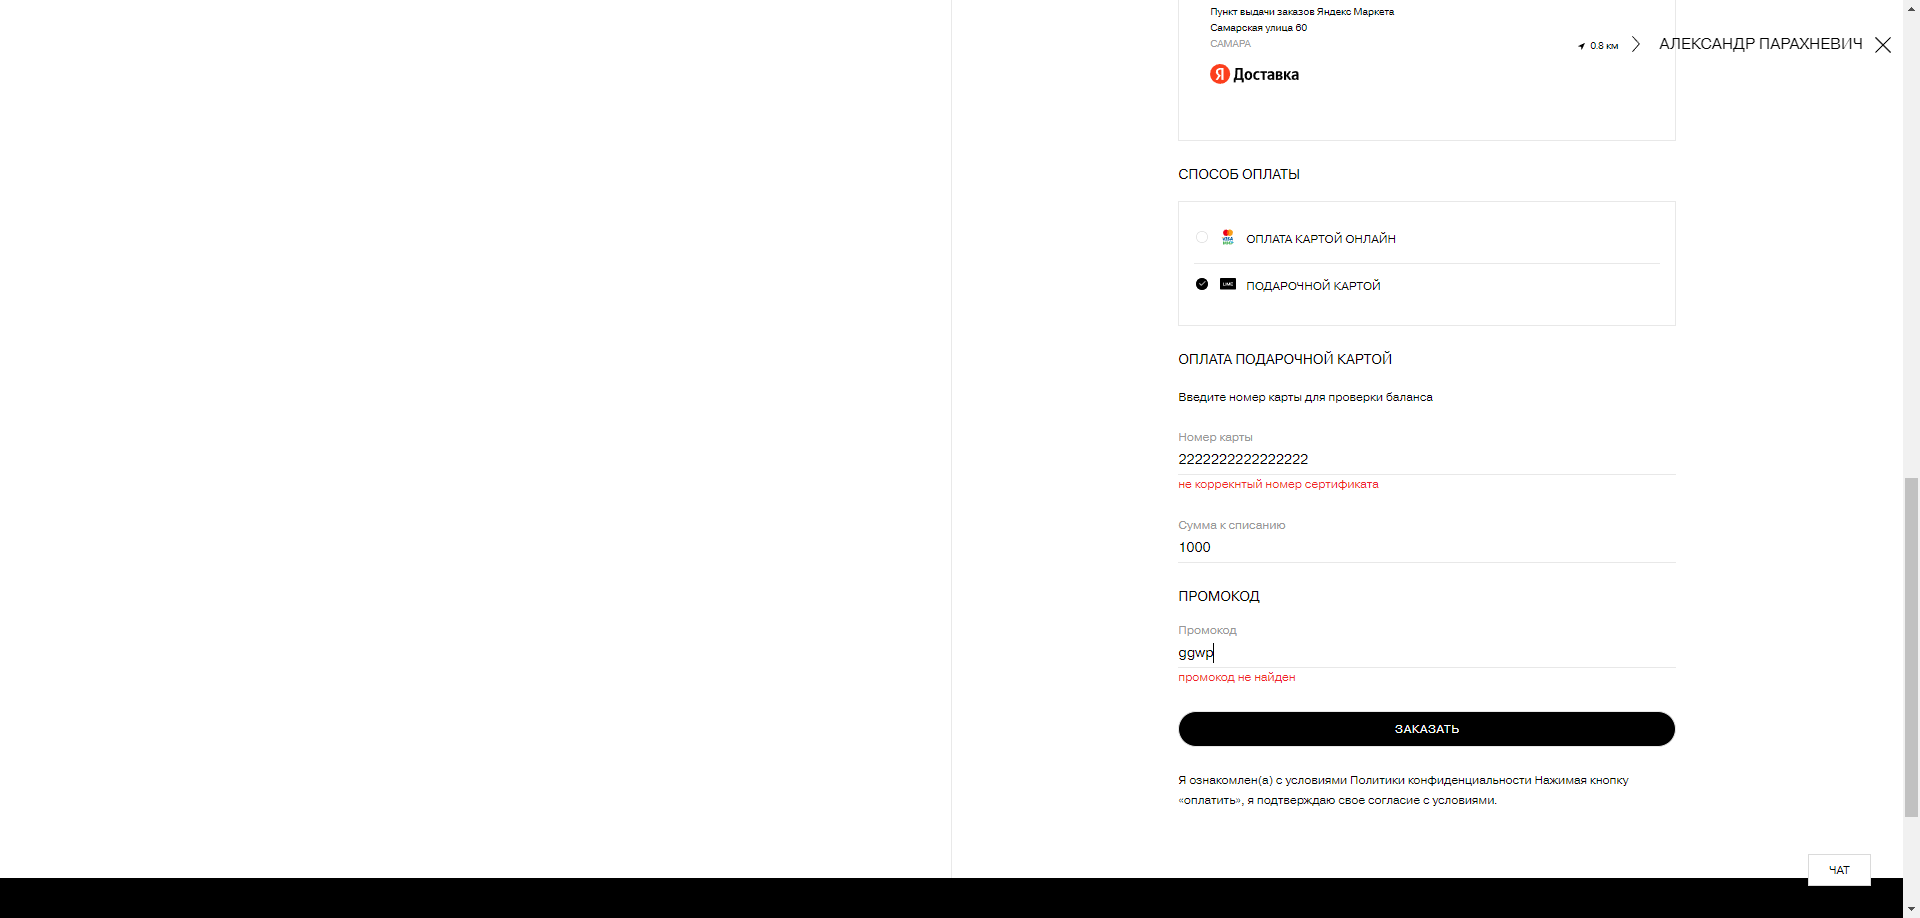 Пункт выдачи заказов Яндекс Маркета
Самарская улица 60
САМАРА
0.8 км
АЛЕКСАНДР ПАРАХНЕВИЧ
Я Доставка
СПОСОБ ОПЛАТЫ
VISA
ОПЛАТА КАРТОЙ ОНЛАЙН
LIME
ПОДАРОЧНОЙ КАРТОЙ
ОПЛАТА ПОДАРОЧНОЙ КАРТОЙ
Введите номер карты для проверки баланса
Номер карты
2222222222222222
не коррекнтый номер сертификата
Сумма к списанию
1000
ПРОМОКОД
Промокод
ggwp
промокод не найден
ЗАКАЗАТЬ
Я ознакомлен(а) с условиями Политики конфиденциальности Нажимая кнопку
«оплатить», я подтверждаю свое согласие с условиями.
ЧАТ